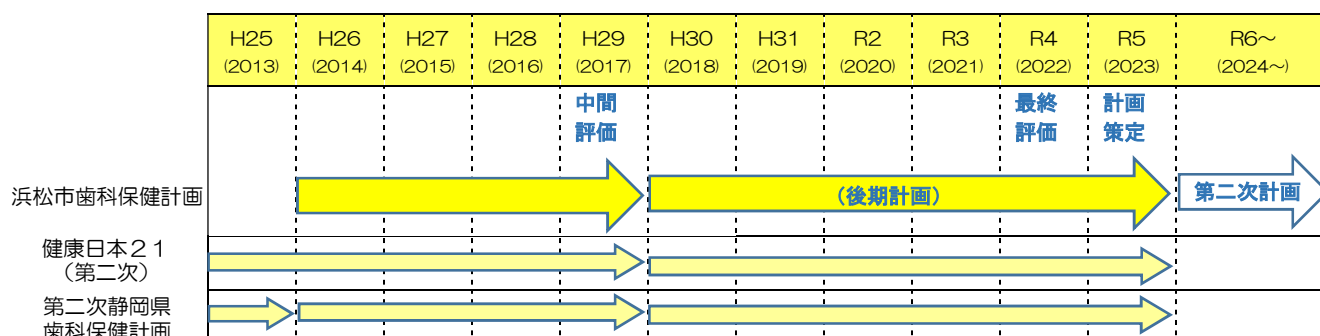 H25 H26 H27 H28 H29 H30 H31 R2 R3 R4 R5 R6～
(2013) (2014) (2015) (2016) (2017) (2018) (2019) (2020) (2021) (2022) (2023) (2024～)
中間 最終 計画
評価 評価 策定
浜松市歯科保健計画 (後期計画) 第二次計画
健康日本２１
（第二次）
第二次静岡県
歯科保健計画